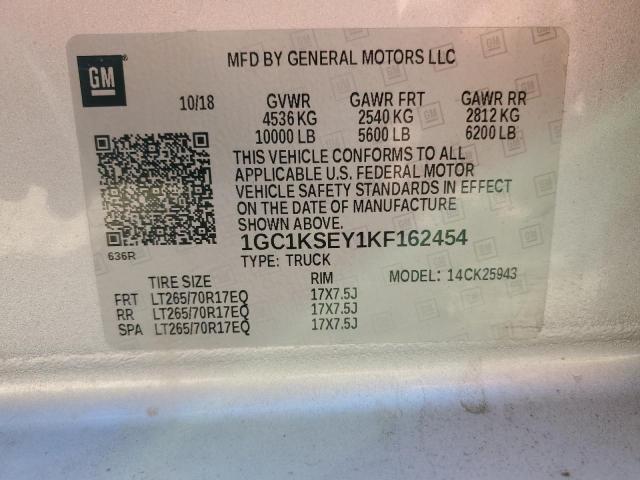 GM
MFD BY GENERAL MOTORS LLC
10/18 GVWR GAWR FRT GAWR RR
4536 KG 2540 KG 2812 KG
10000 LB 5600 LB 6200 LB
THIS VEHICLE CONFORMS TO ALL
APPLICABLE U.S. FEDERAL MOTOR
VEHICLE SAFETY STANDARDS IN EFFECT
ON THE DATE OF MANUFACTURE
SHOWN ABOVE.
1GC1KSEY1KF162454
636R
TYPE: TRUCK
MODEL: 14CK25943
TIRE SIZE RIM
FRT LT265/70R17EQ 17X7.5J
RR LT265/70R17EQ 17X7.5J
SPA LT265/70R17EQ 17X7.5J